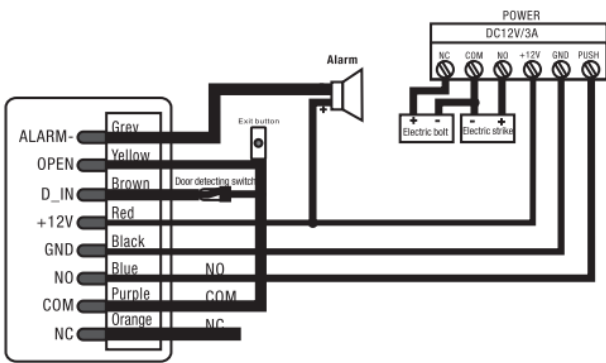 POWER
DC12V/3A
NC COM NO +12V GND PUSH
Alarm
+
+ - - +
Electric bolt Electric strike
Exit button
ALARM- Grey
OPEN Yellow
D_IN Brown Door detecting switch
+12V Red
GND Black
NO Blue NO
COM Purple COM
NC Orange NC